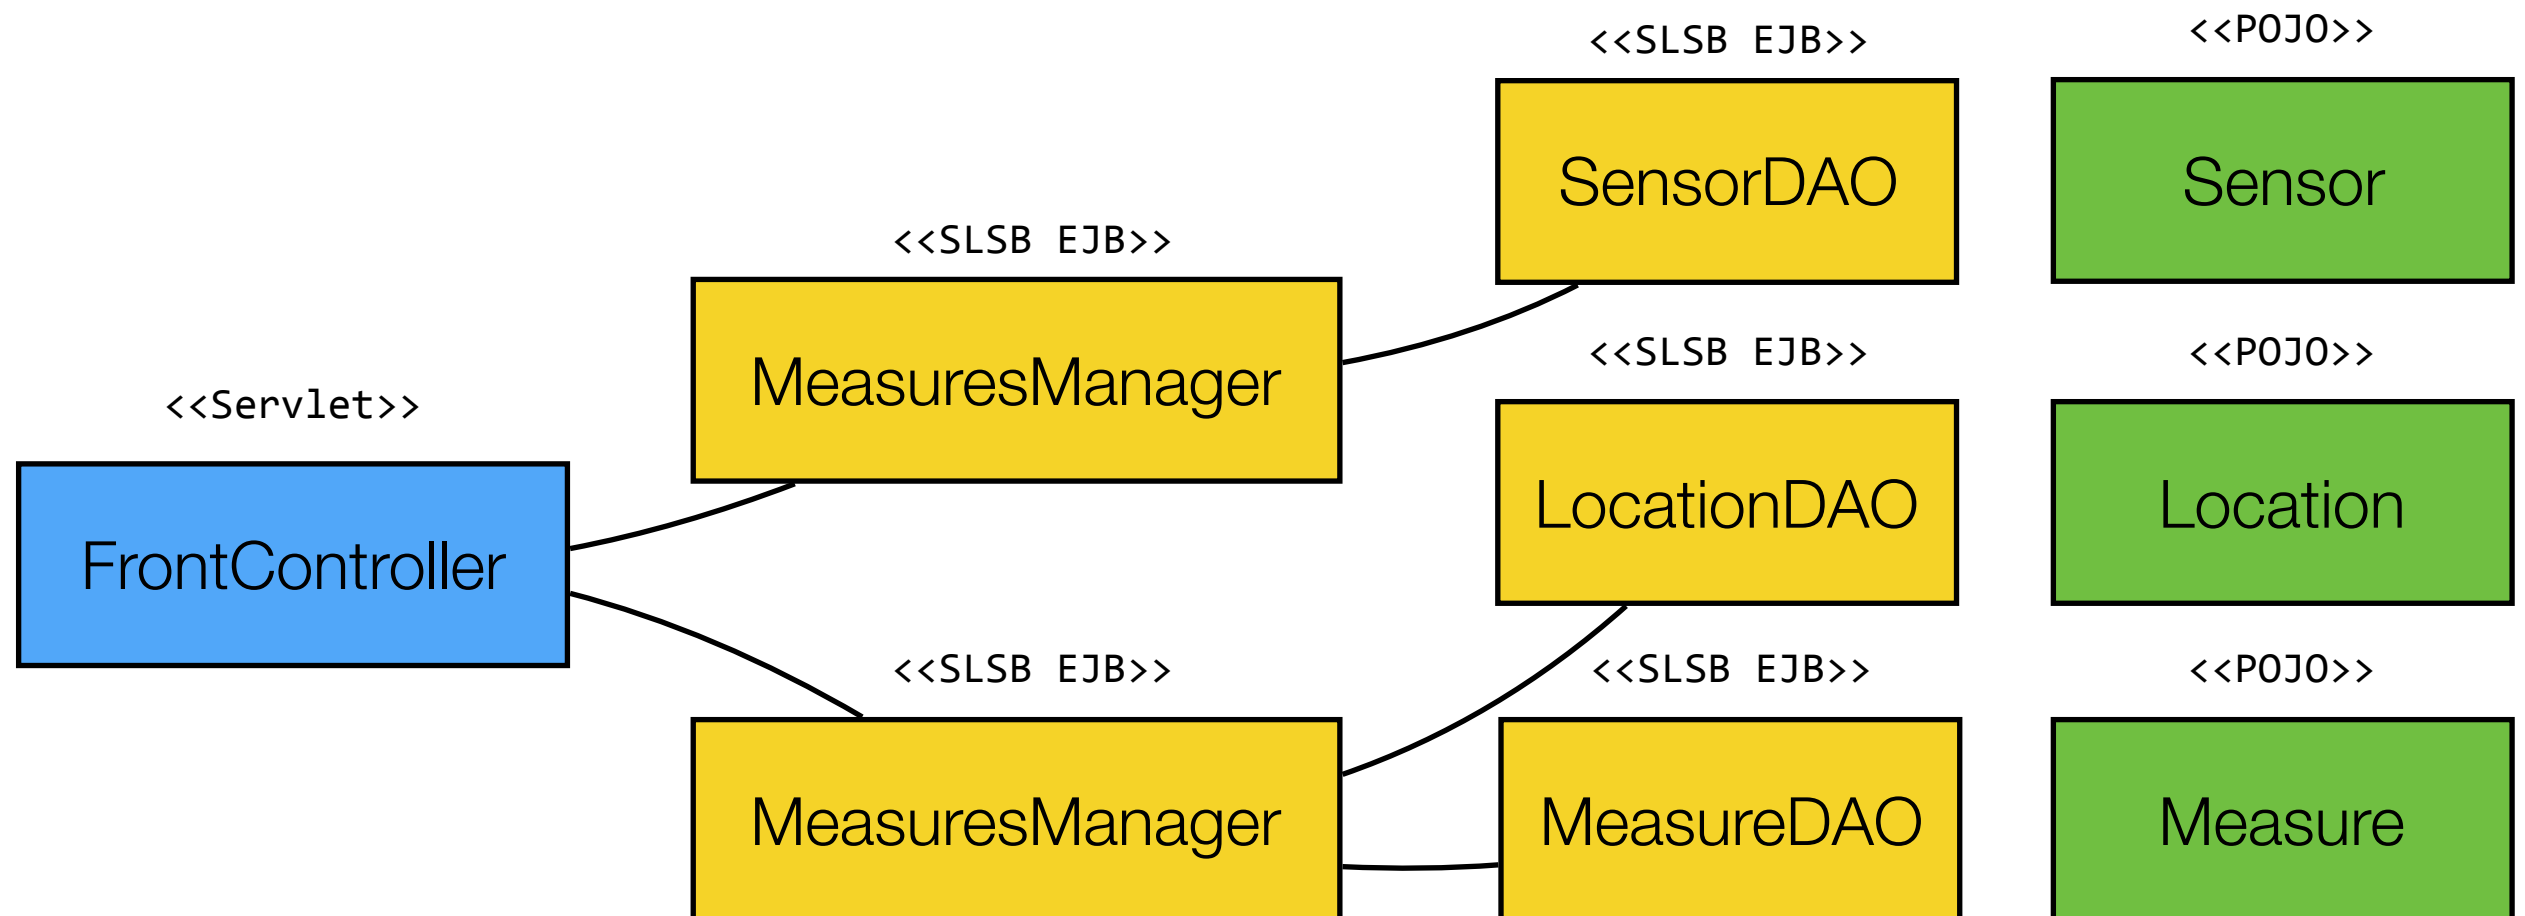 <<SLSB EJB>>
<<POJO>>
SensorDAO
Sensor
<<SLSB EJB>>
MeasuresManager
<<SLSB EJB>>
<<POJO>>
<<Servlet>>
LocationDAO
Location
FrontController
<<SLSB EJB>>
<<SLSB EJB>>
<<POJO>>
MeasuresManager
MeasureDAO
Measure